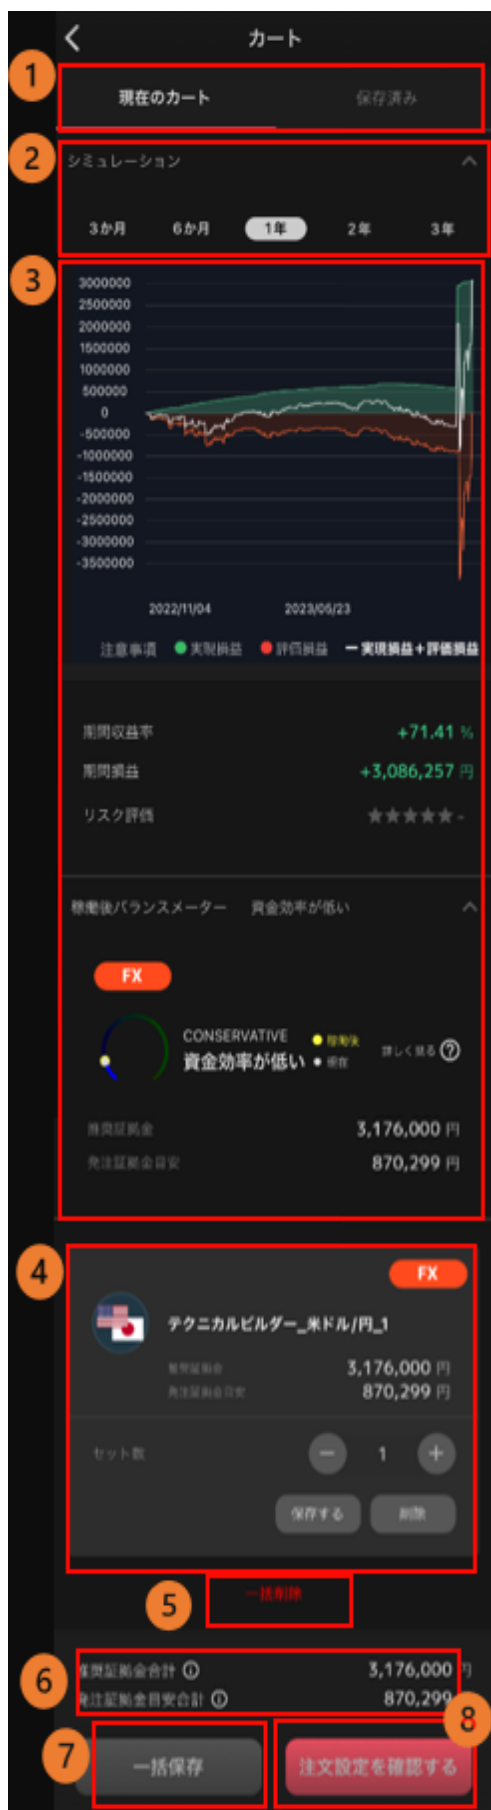 カート
1
現在のカート 保存済み
2
シミュレーション
3か月 6か月 1年 2年 3年
3
3000000
2500000
2000000
1500000
1000000
500000
0
-500000
-1000000
-1500000
-2000000
-2500000
-3000000
-3500000
2022/11/04 2023/05/23
注意事項 実現損益 評価損益 実現損益+評価損益
期間収益率 +71.41 %
期間損益 +3,086,257 円
リスク評価 ★★★★★ -
稼働後バランスメーター 資金効率が低い
FX
CONSERVATIVE 稼働後
資金効率が低い 現在 詳しく見る ?
推奨証拠金 3,176,000 円
発注証拠金目安 870,299 円
4
FX
テクニカルビルダー_米ドル/円_1
推奨証拠金 3,176,000 円
発注証拠金目安 870,299 円
セット数 − 1 +
保存する 削除
5
一括削除
6
推奨証拠金合計 3,176,000 円
発注証拠金目安合計 870,299
7
一括保存
8
注文設定を確認する